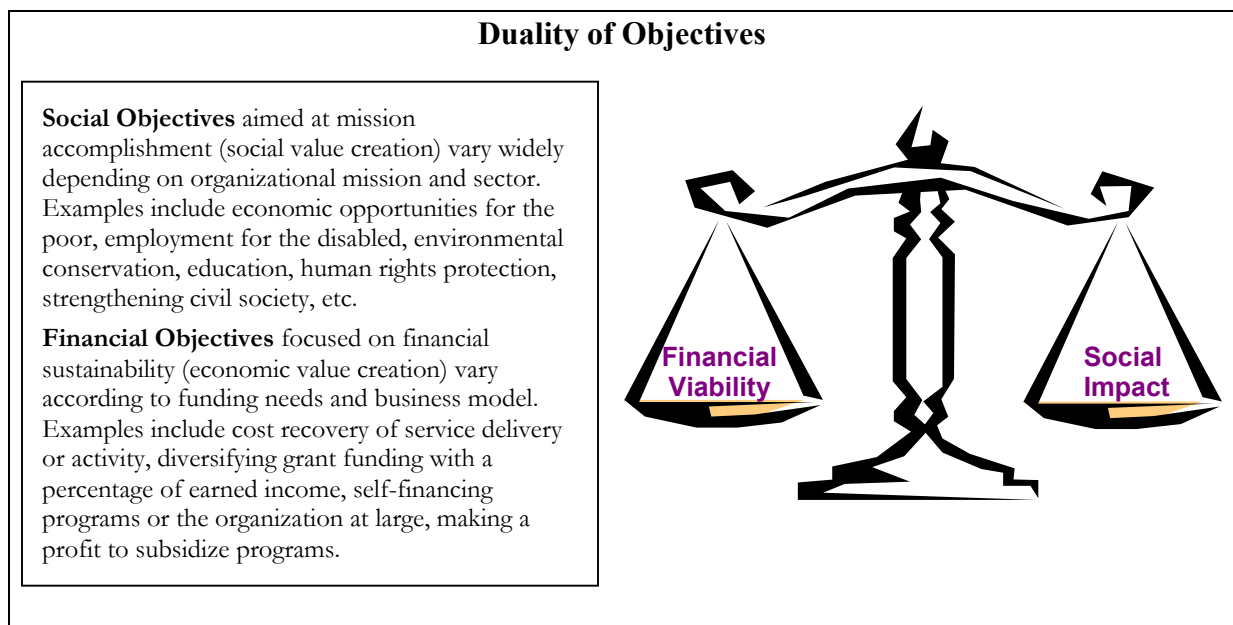 Duality of Objectives
Social Objectives aimed at mission
accomplishment (social value creation) vary widely
depending on organizational mission and sector.
Examples include economic opportunities for the
poor, employment for the disabled, environmental
conservation, education, human rights protection,
strengthening civil society, etc.
Financial Objectives focused on financial
sustainability (economic value creation) vary
according to funding needs and business model.
Examples include cost recovery of service delivery
or activity, diversifying grant funding with a
percentage of earned income, self-financing
programs or the organization at large, making a
profit to subsidize programs.
Financial
Viability
Social
Impact